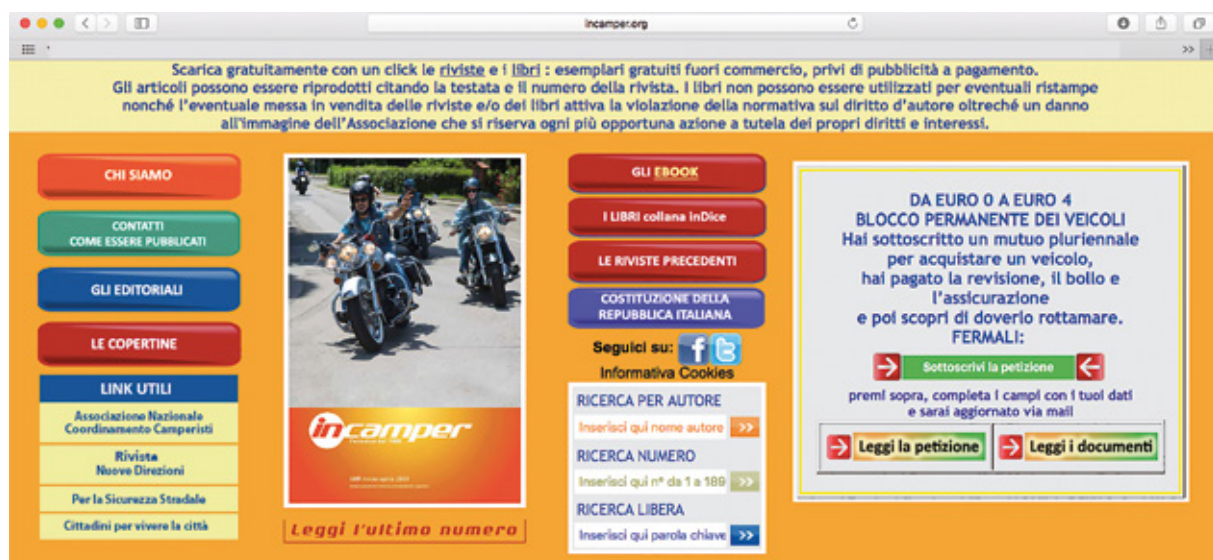 incamper.org
Scarica gratuitamente con un click le riviste e i libri : esemplari gratuiti fuori commercio, privi di pubblicità a pagamento.
Gli articoli possono essere riprodotti citando la testata e il numero della rivista. I libri non possono essere utilizzati per eventuali ristampe
nonché l'eventuale messa in vendita delle riviste e/o dei libri attiva la violazione della normativa sul diritto d'autore oltreché un danno
all'immagine dell'Associazione che si riserva ogni più opportuna azione a tutela dei propri diritti e interessi.
CHI SIAMO
CONTATTI
COME ESSERE PUBBLICATI
GLI EDITORIALI
LE COPERTINE
LINK UTILI
Associazione Nazionale
Coordinamento Camperisti
Rivista
Nuove Direzioni
Per la Sicurezza Stradale
Cittadini per vivere la città
incamper
Leggi l'ultimo numero
GLI EBOOK
I LIBRI collana inDice
LE RIVISTE PRECEDENTI
COSTITUZIONE DELLA
REPUBBLICA ITALIANA
Seguici su:
Informativa Cookies
RICERCA PER AUTORE
Inserisci qui nome autore >>
RICERCA NUMERO
Inserisci qui n° da 1 a 189 >>
RICERCA LIBERA
Inserisci qui parola chiave >>
DA EURO 0 A EURO 4
BLOCCO PERMANENTE DEI VEICOLI
Hai sottoscritto un mutuo pluriennale
per acquistare un veicolo,
hai pagato la revisione, il bollo e
l'assicurazione
e poi scopri di doverlo rottamare.
FERMALI:
Sottoscrivi la petizione
premi sopra, completa i campi con i tuoi dati
e sarai aggiornato via mail
Leggi la petizione
Leggi i documenti